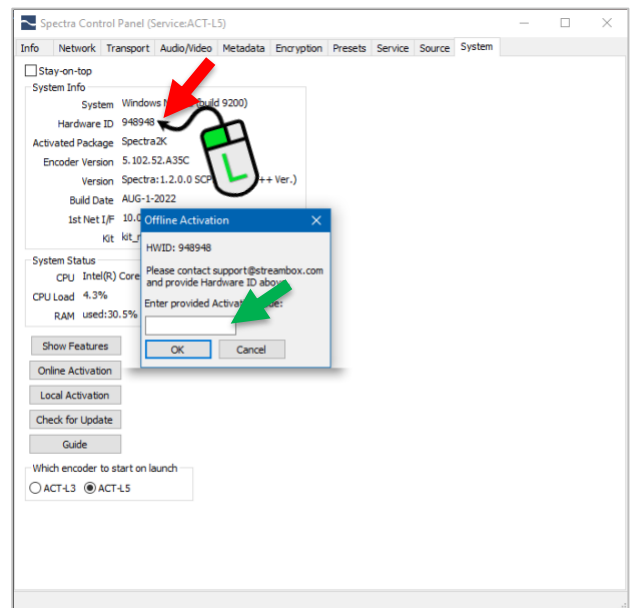 Spectra Control Panel (Service:ACT-L5)
Info Network Transport Audio/Video Metadata Encryption Presets Service Source System
Stay-on-top
System Info
System Windows (build 9200)
Hardware ID 948948
Activated Package Spectra2K
Encoder Version 5.102.52.A35C
Version Spectra:1.2.0.0 SCP ++ Ver.)
Build Date AUG-1-2022
1st Net I/F 10.0
Kit
L
Offline Activation
HWID: 948948
Please contact support@streambox.com
and provide Hardware ID above.
Enter provided Activation
OK Cancel
System Status
CPU Intel(R) Core
CPU Load 4.3%
RAM used:30.5%
Show Features
Online Activation
Local Activation
Check for Update
Guide
Which encoder to start on launch
ACT-L3 ACT-L5